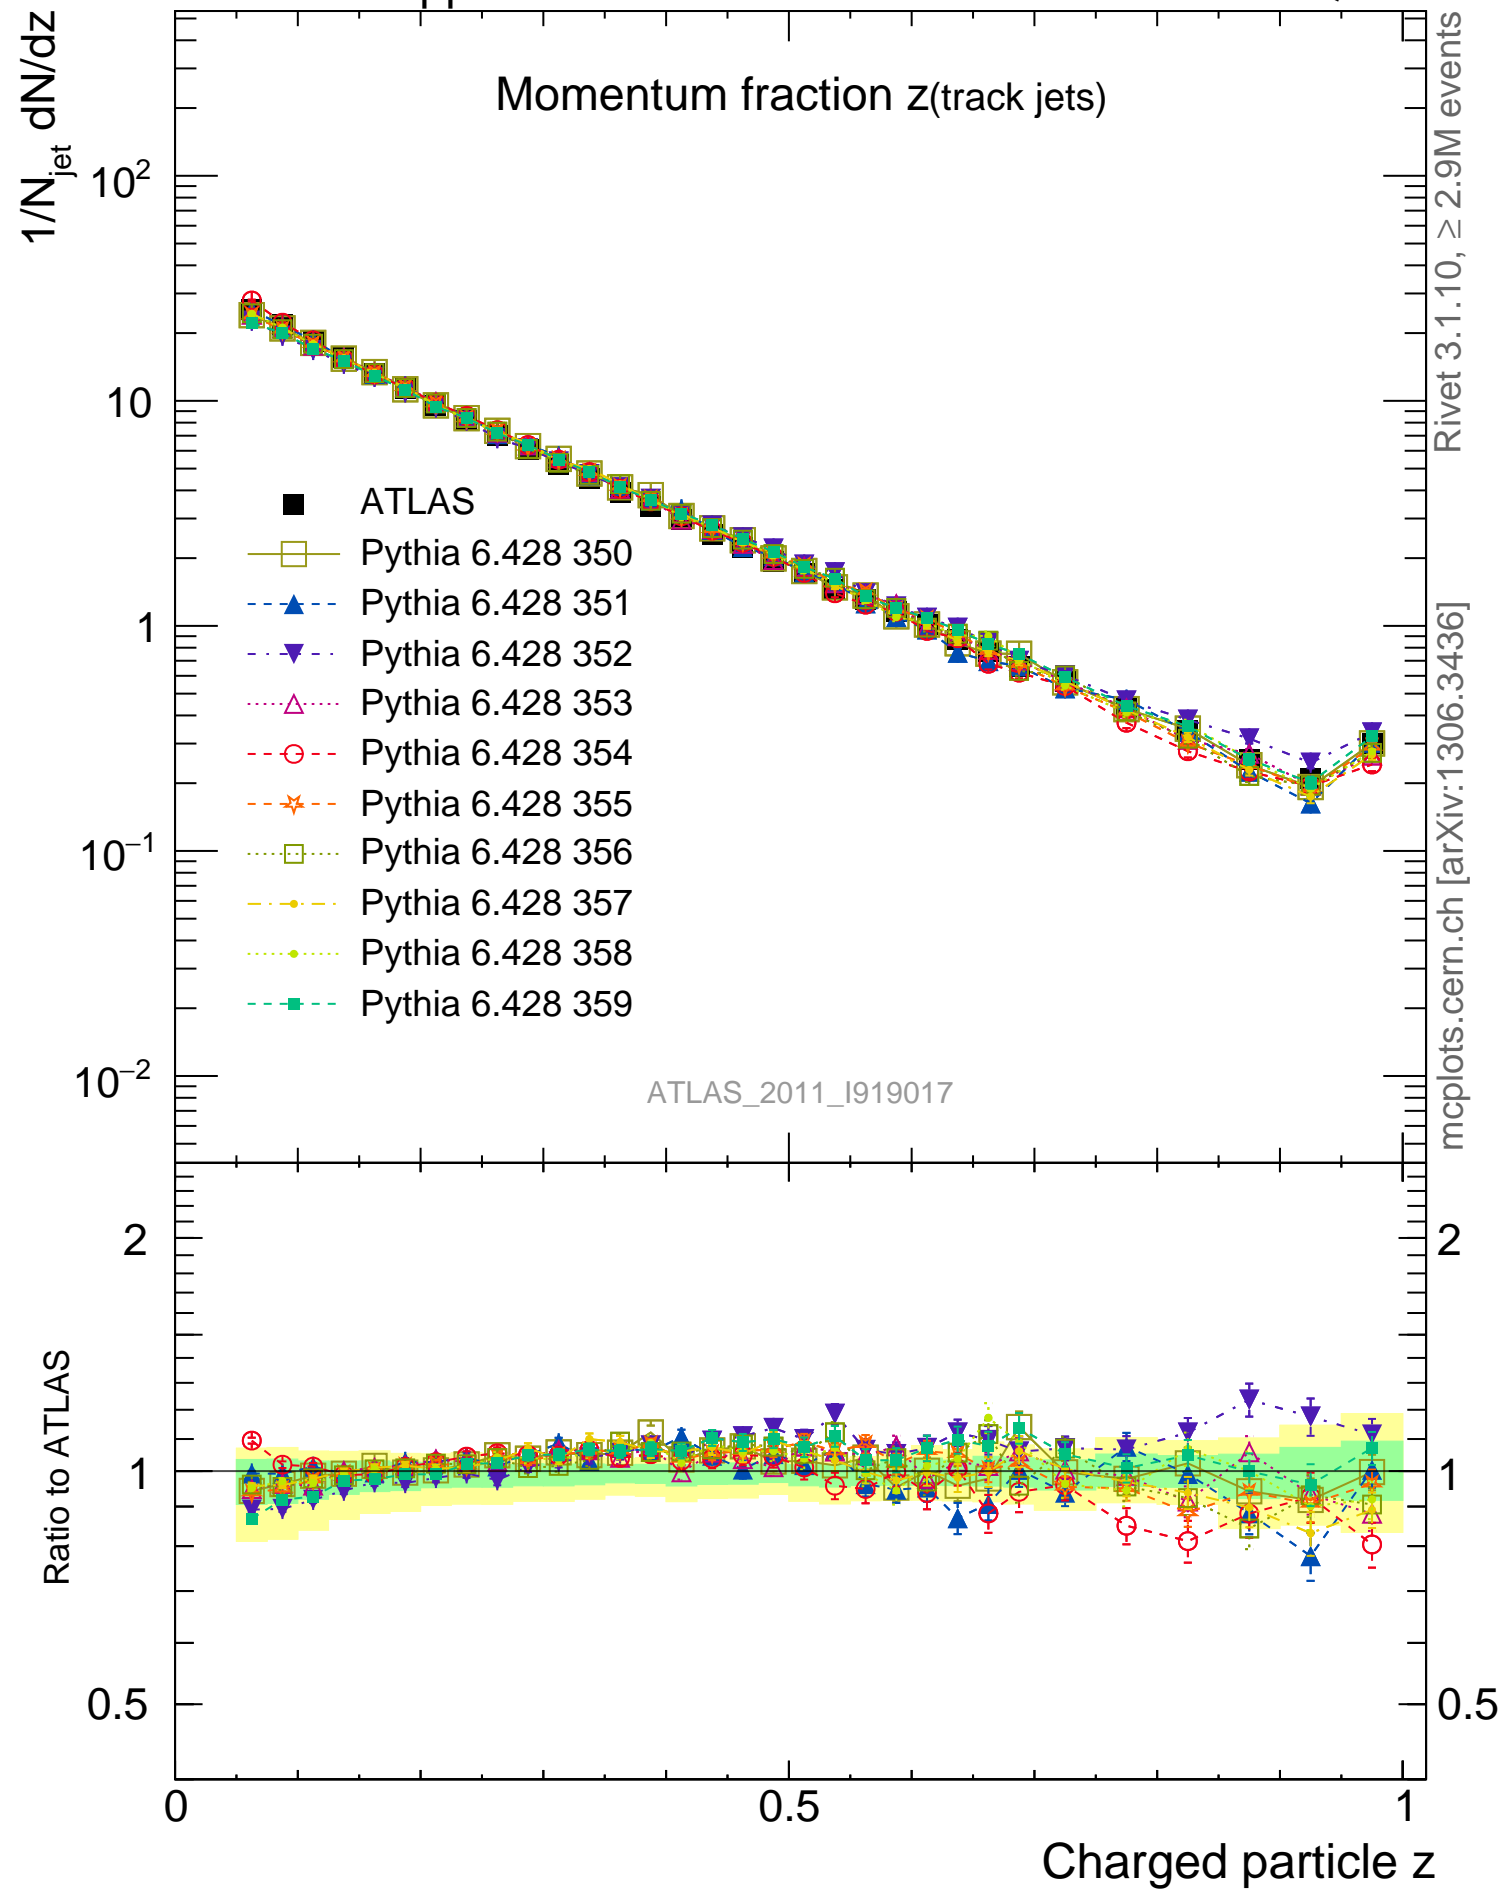 Momentum fraction z(track jets)
1/N_jet dN/dz
10^2
10
1
10^−1
10^−2
ATLAS
Pythia 6.428 350
Pythia 6.428 351
Pythia 6.428 352
Pythia 6.428 353
Pythia 6.428 354
Pythia 6.428 355
Pythia 6.428 356
Pythia 6.428 357
Pythia 6.428 358
Pythia 6.428 359
ATLAS_2011_I919017
Rivet 3.1.10, ≥ 2.9M events
mcplots.cern.ch [arXiv:1306.3436]
Ratio to ATLAS
2
1
0.5
2
1
0.5
0
0.5
1
Charged particle z